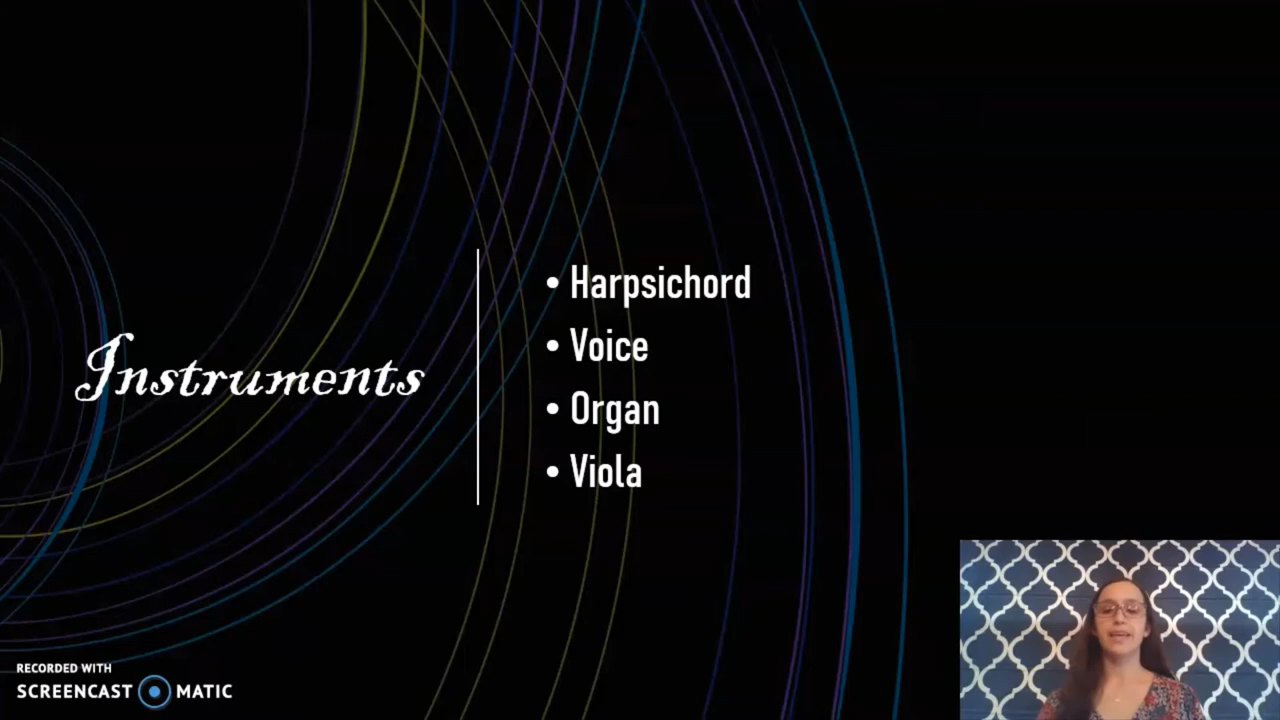 Instruments
• Harpsichord
• Voice
• Organ
• Viola
RECORDED WITH
SCREENCAST MATIC